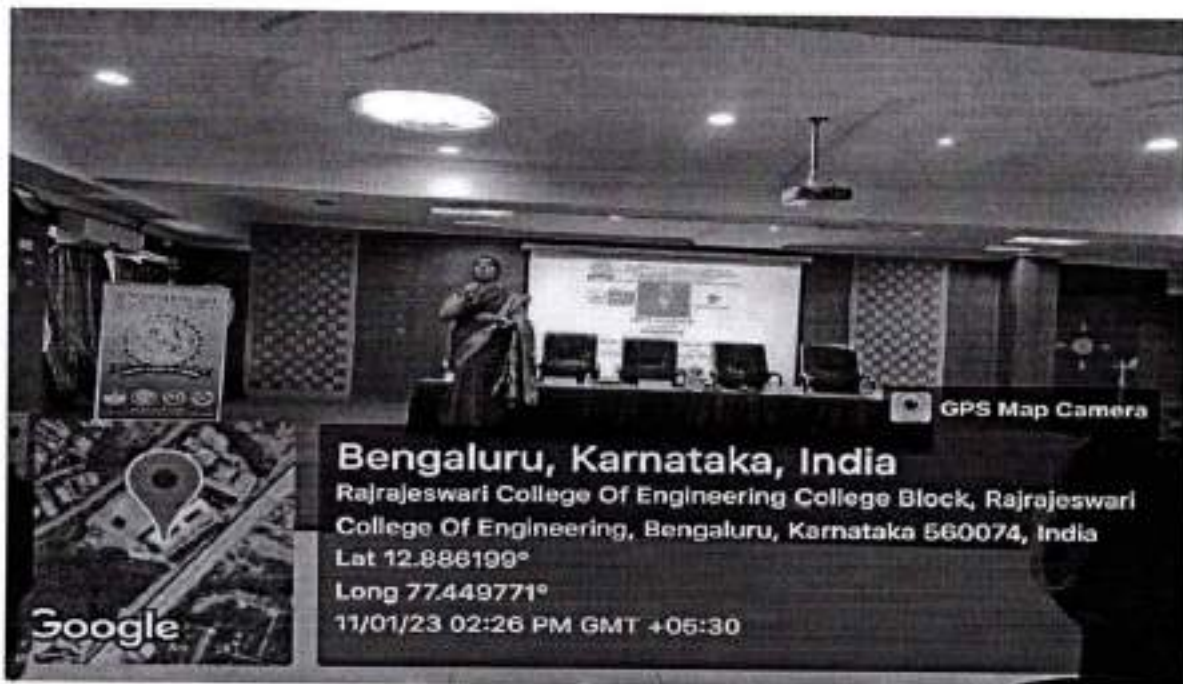 GPS Map Camera
Bengaluru, Karnataka, India
Rajrajeswari College Of Engineering College Block, Rajrajeswari
College Of Engineering, Bengaluru, Karnataka 560074, India
Lat 12.886199°
Long 77.449771°
11/01/23 02:26 PM GMT +05:30
Google